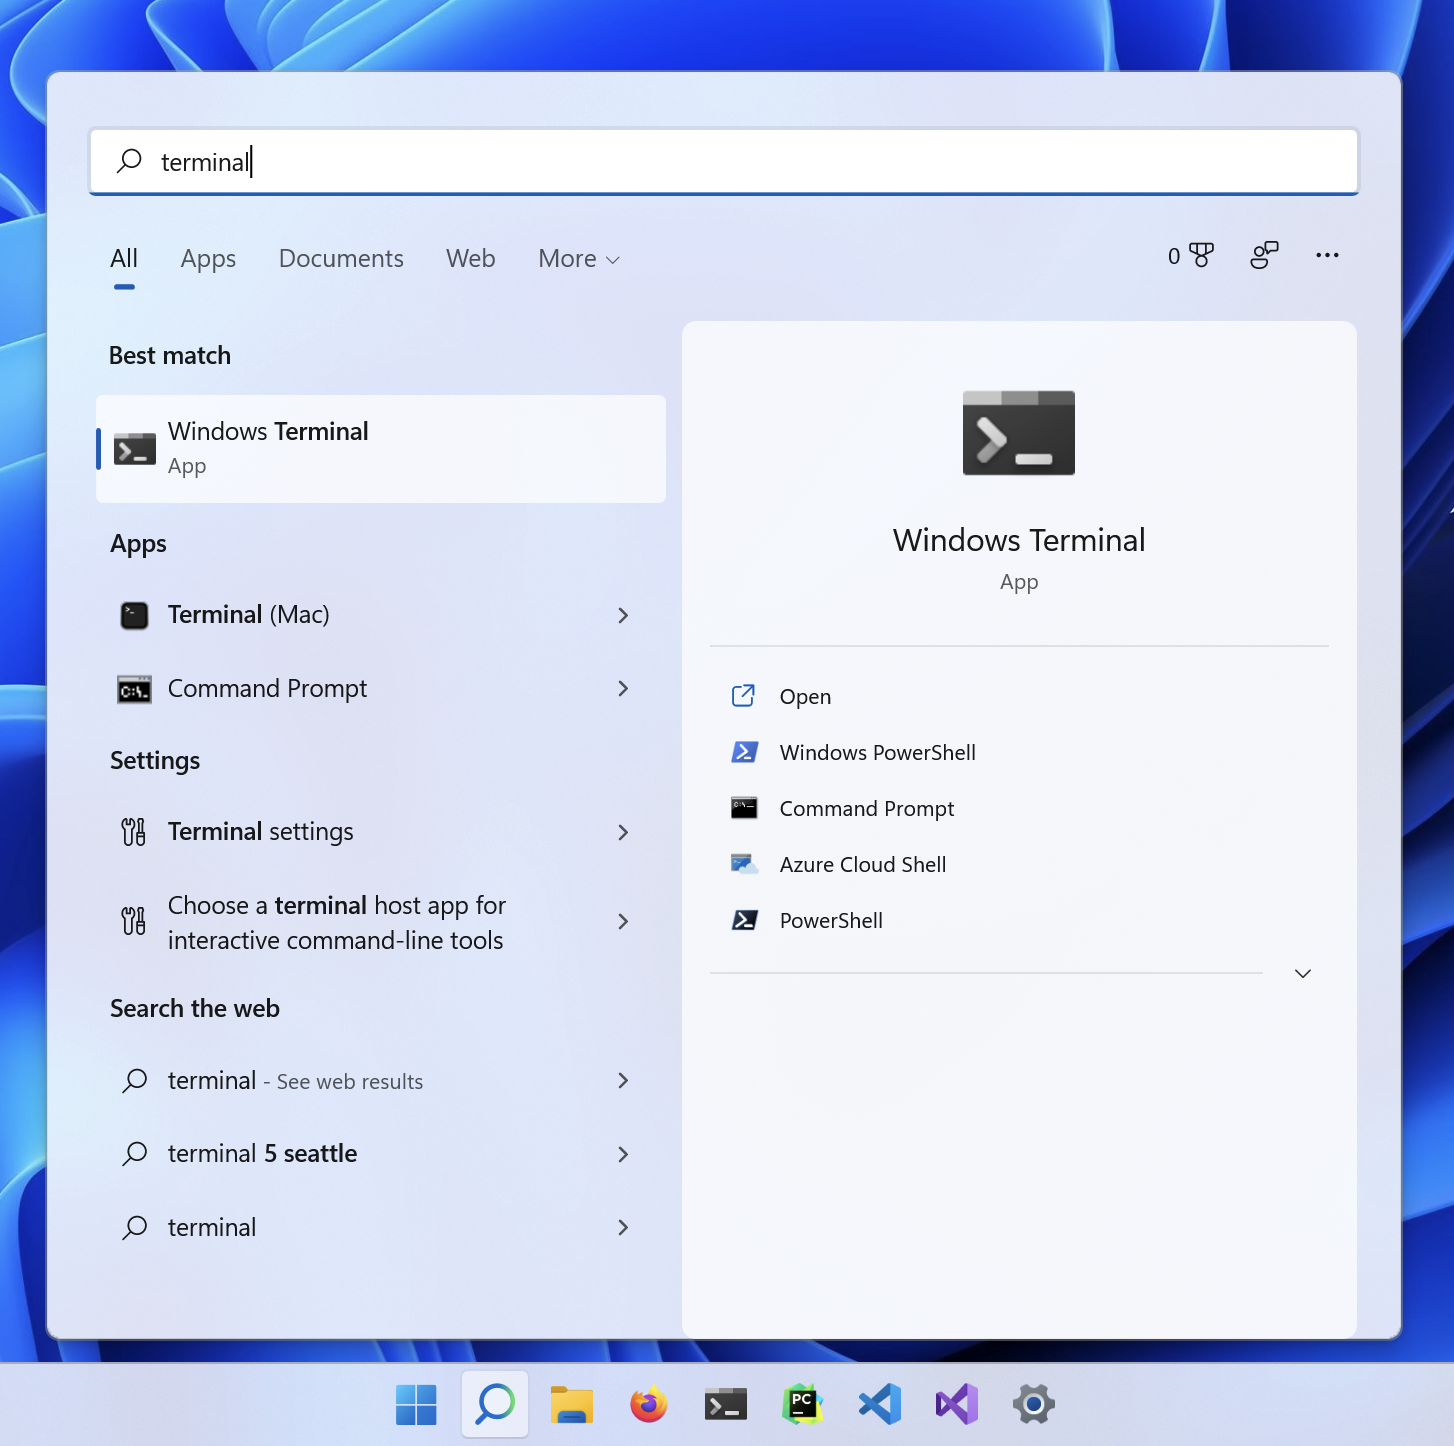 terminal
All Apps Documents Web More
0
Best match
Windows Terminal
App
Apps
Terminal (Mac)
Command Prompt
Settings
Terminal settings
Choose a terminal host app for
interactive command-line tools
Search the web
terminal - See web results
terminal 5 seattle
terminal
Windows Terminal
App
Open
Windows PowerShell
Command Prompt
Azure Cloud Shell
PowerShell
PC